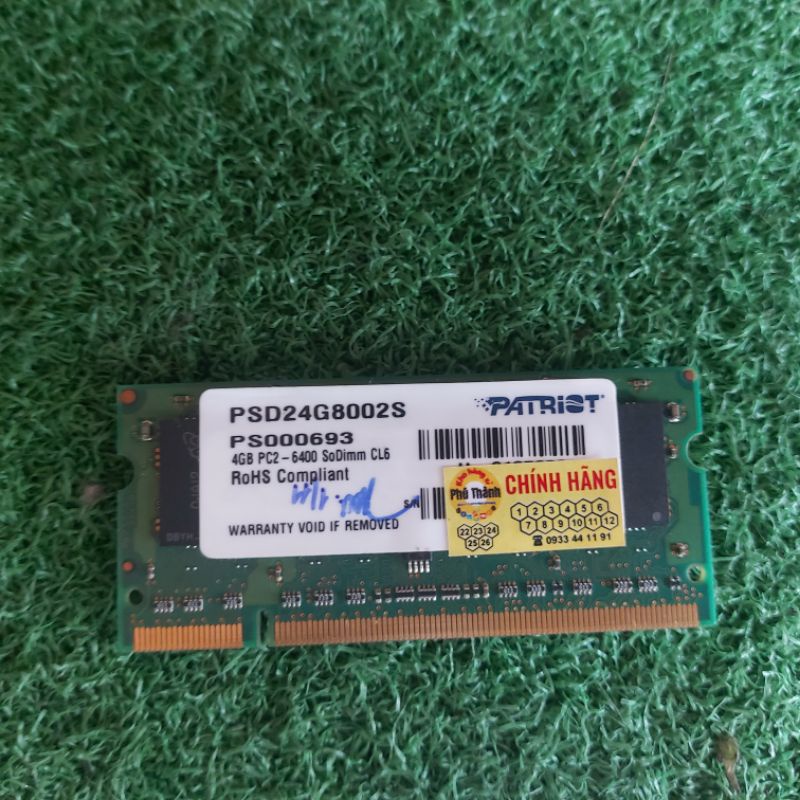 PSD24G8002S
PATRIOT
PS000693
4GB PC2-6400 SoDimm CL6
RoHS Compliant
S/N
WARRANTY VOID IF REMOVED
Phú Thành
CHÍNH HÃNG
1 2 3 4 5 6
7 8 9 10 11 12
22 23 24
25 26
☎ 0933 44 11 91